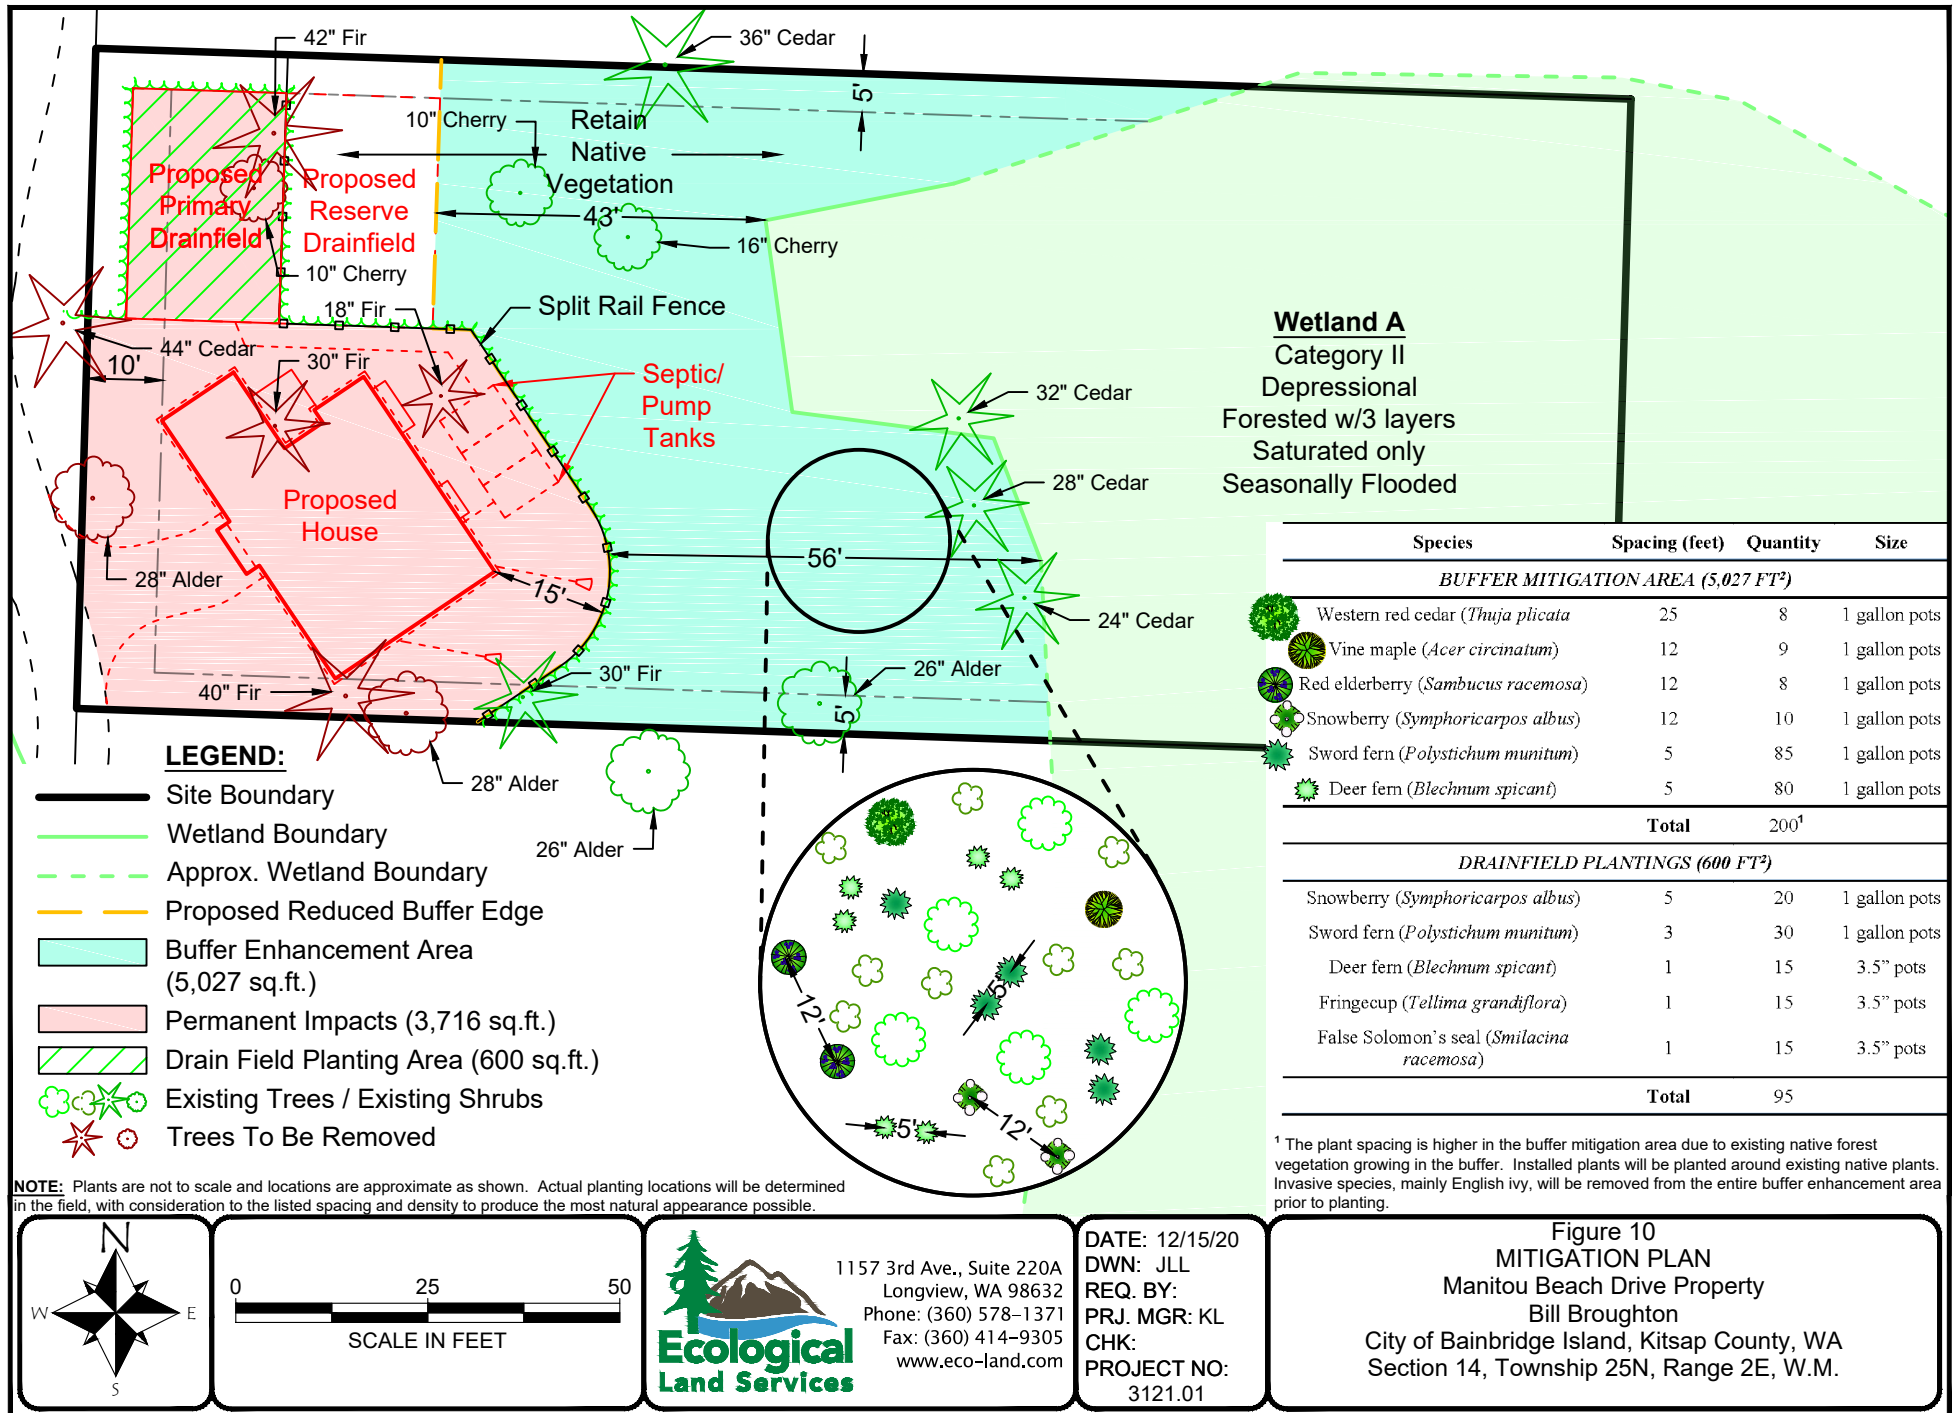 42" Fir
36" Cedar
5'
10" Cherry
Retain
Native
Vegetation
43'
16" Cherry
Proposed
Primary
Drainfield
Proposed
Reserve
Drainfield
10" Cherry
18" Fir
Split Rail Fence
44" Cedar
10'
30" Fir
Septic/
Pump
Tanks
32" Cedar
28" Cedar
Wetland A
Category II
Depressional
Forested w/3 layers
Saturated only
Seasonally Flooded
Proposed
House
28" Alder
15'
56'
24" Cedar
40" Fir
30" Fir
26" Alder
5'
28" Alder
26" Alder
LEGEND:
Site Boundary
Wetland Boundary
Approx. Wetland Boundary
Proposed Reduced Buffer Edge
Buffer Enhancement Area
(5,027 sq.ft.)
Permanent Impacts (3,716 sq.ft.)
Drain Field Planting Area (600 sq.ft.)
Existing Trees / Existing Shrubs
Trees To Be Removed
12'
5'
5'
12'
Species Spacing (feet) Quantity Size
BUFFER MITIGATION AREA (5,027 FT²)
Western red cedar (Thuja plicata 25 8 1 gallon pots
Vine maple (Acer circinatum) 12 9 1 gallon pots
Red elderberry (Sambucus racemosa) 12 8 1 gallon pots
Snowberry (Symphoricarpos albus) 12 10 1 gallon pots
Sword fern (Polystichum munitum) 5 85 1 gallon pots
Deer fern (Blechnum spicant) 5 80 1 gallon pots
Total 200¹
DRAINFIELD PLANTINGS (600 FT²)
Snowberry (Symphoricarpos albus) 5 20 1 gallon pots
Sword fern (Polystichum munitum) 3 30 1 gallon pots
Deer fern (Blechnum spicant) 1 15 3.5” pots
Fringecup (Tellima grandiflora) 1 15 3.5” pots
False Solomon’s seal (Smilacina
racemosa) 1 15 3.5” pots
Total 95
¹ The plant spacing is higher in the buffer mitigation area due to existing native forest
vegetation growing in the buffer. Installed plants will be planted around existing native plants.
Invasive species, mainly English ivy, will be removed from the entire buffer enhancement area
prior to planting.
NOTE: Plants are not to scale and locations are approximate as shown. Actual planting locations will be determined
in the field, with consideration to the listed spacing and density to produce the most natural appearance possible.
N
W
E
S
0 25 50
SCALE IN FEET
Ecological
Land Services
1157 3rd Ave., Suite 220A
Longview, WA 98632
Phone: (360) 578-1371
Fax: (360) 414-9305
www.eco-land.com
DATE: 12/15/20
DWN: JLL
REQ. BY:
PRJ. MGR: KL
CHK:
PROJECT NO:
3121.01
Figure 10
MITIGATION PLAN
Manitou Beach Drive Property
Bill Broughton
City of Bainbridge Island, Kitsap County, WA
Section 14, Township 25N, Range 2E, W.M.